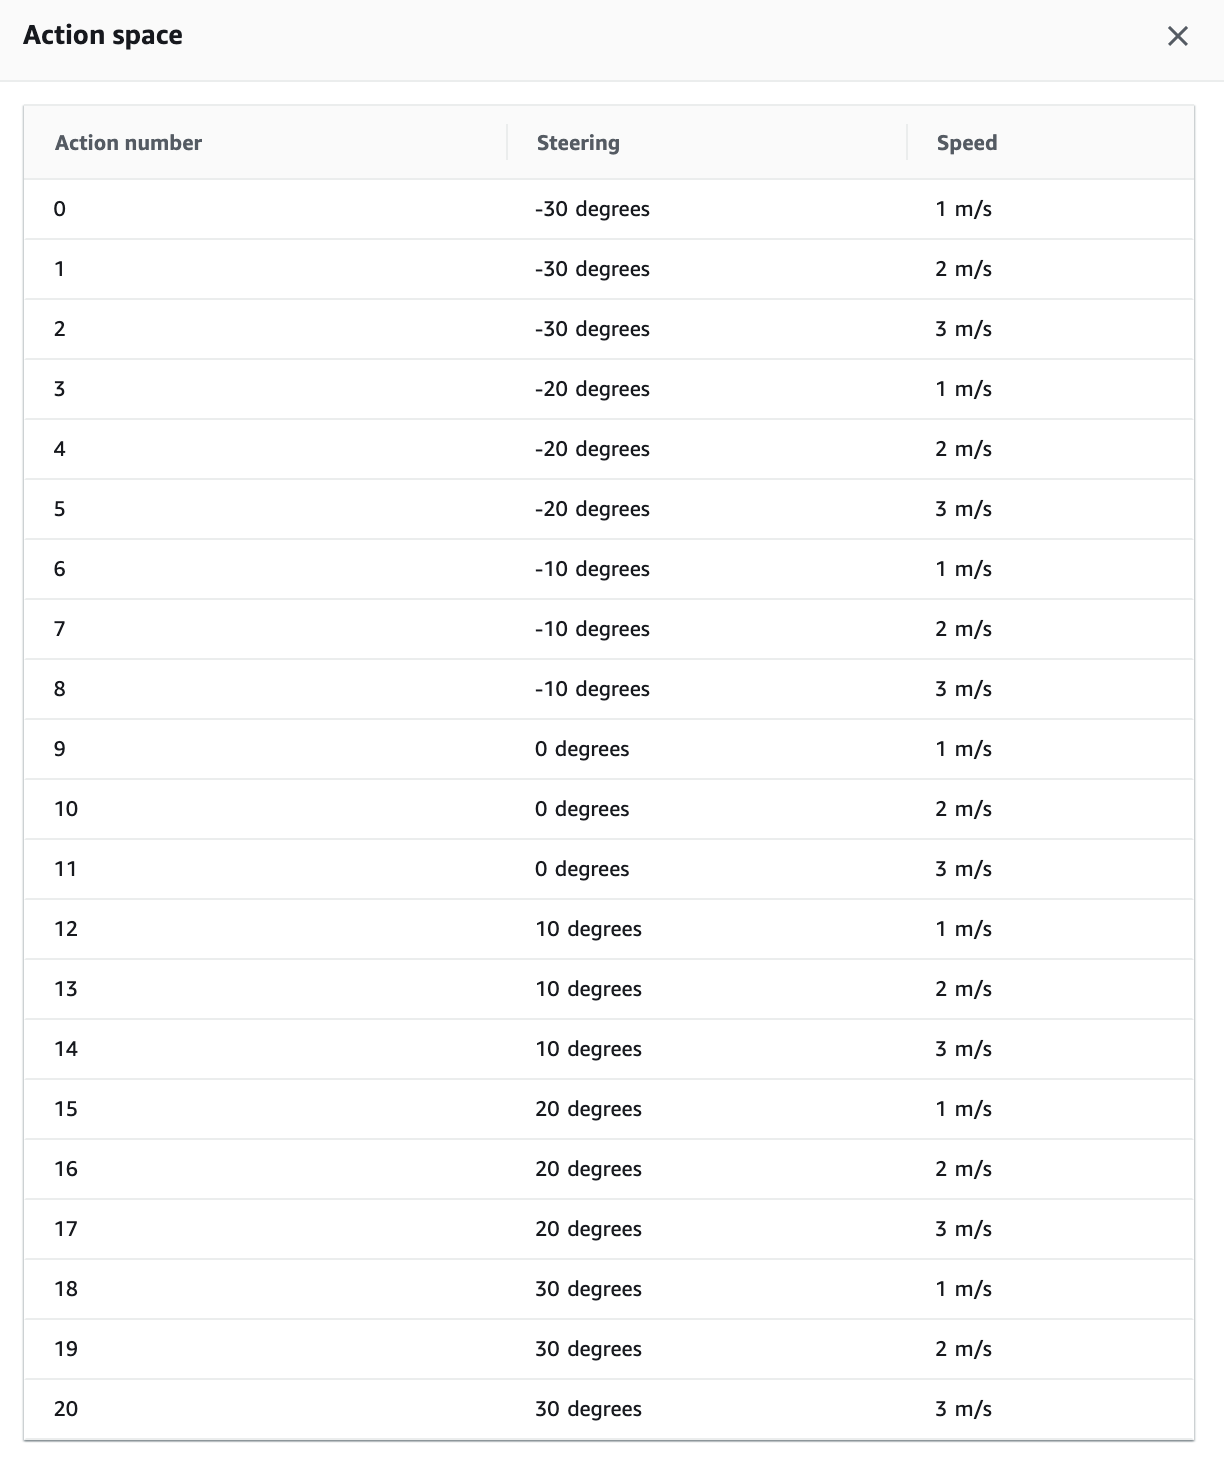 Action space
Action number Steering Speed
0 -30 degrees 1 m/s
1 -30 degrees 2 m/s
2 -30 degrees 3 m/s
3 -20 degrees 1 m/s
4 -20 degrees 2 m/s
5 -20 degrees 3 m/s
6 -10 degrees 1 m/s
7 -10 degrees 2 m/s
8 -10 degrees 3 m/s
9 0 degrees 1 m/s
10 0 degrees 2 m/s
11 0 degrees 3 m/s
12 10 degrees 1 m/s
13 10 degrees 2 m/s
14 10 degrees 3 m/s
15 20 degrees 1 m/s
16 20 degrees 2 m/s
17 20 degrees 3 m/s
18 30 degrees 1 m/s
19 30 degrees 2 m/s
20 30 degrees 3 m/s